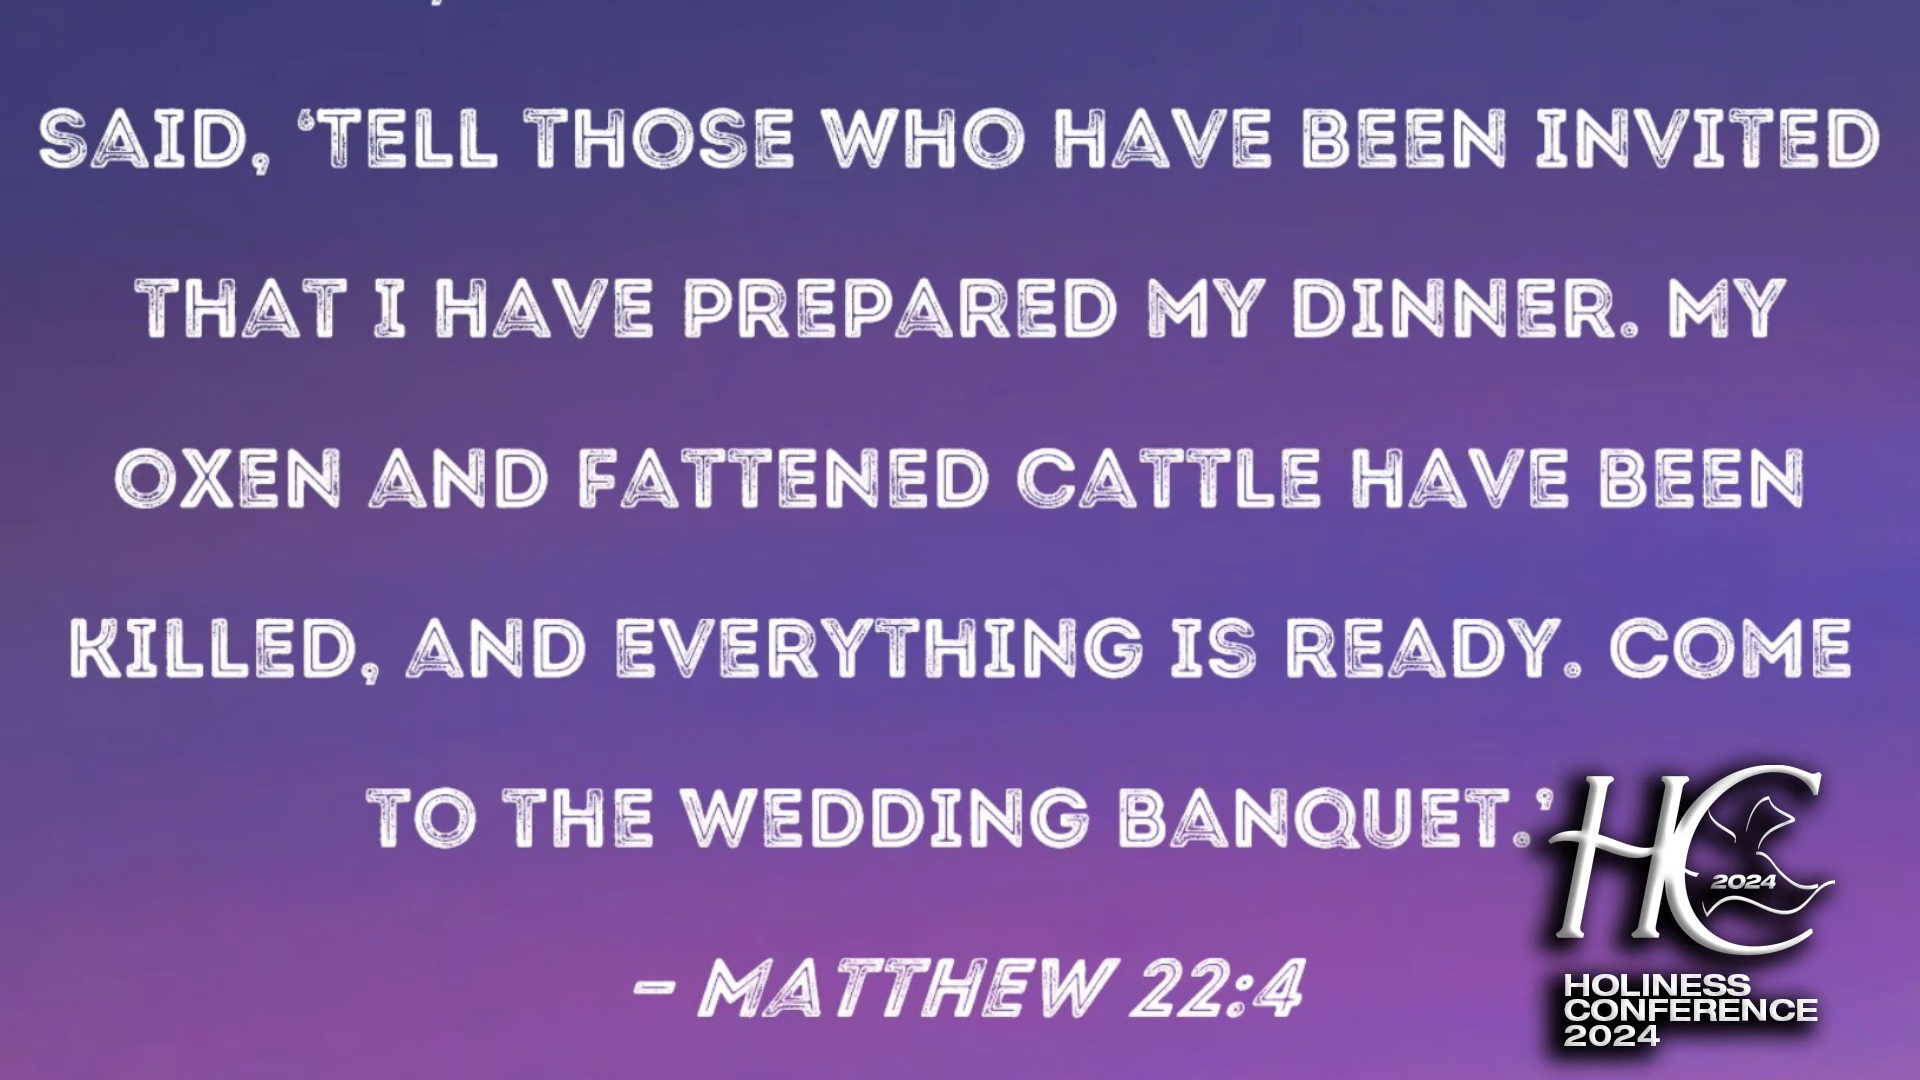 SAID, ‘TELL THOSE WHO HAVE BEEN INVITED
THAT I HAVE PREPARED MY DINNER. MY
OXEN AND FATTENED CATTLE HAVE BEEN
KILLED, AND EVERYTHING IS READY. COME
TO THE WEDDING BANQUET.’
– MATTHEW 22:4
HC
2024
HOLINESS
CONFERENCE
2024